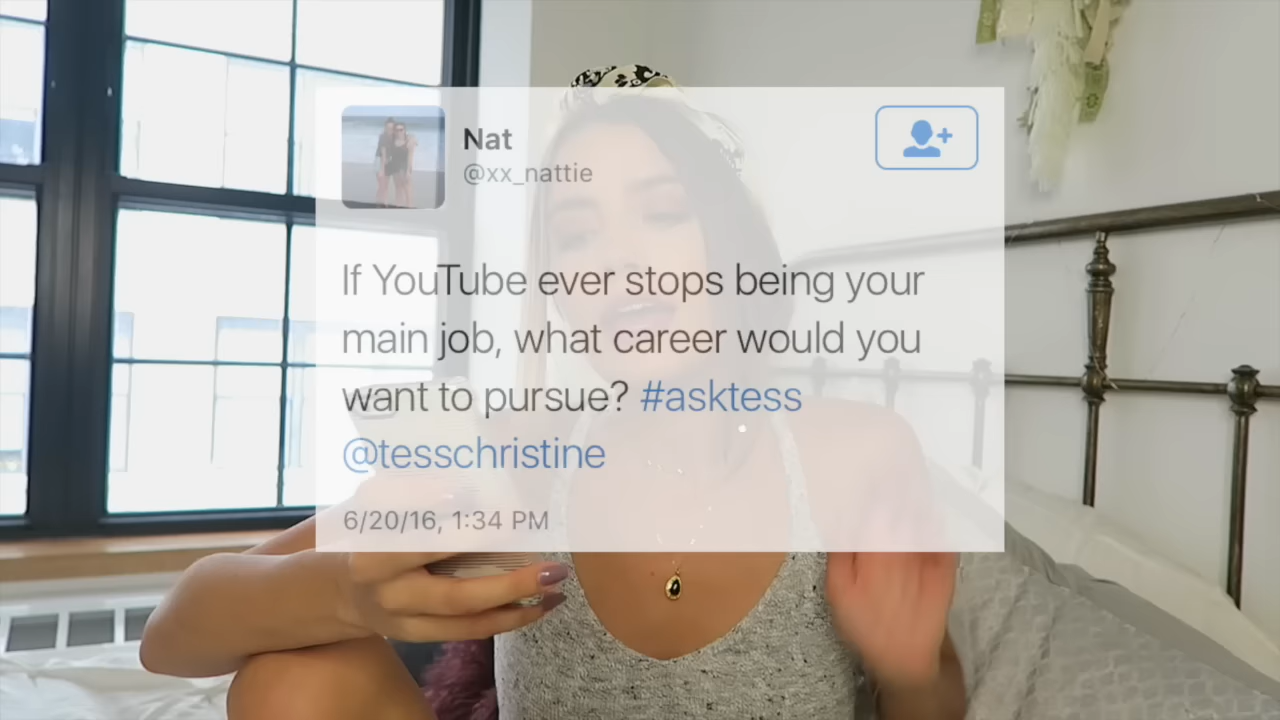 Nat
@xx_nattie
If YouTube ever stops being your
main job, what career would you
want to pursue? #asktess
@tesschristine
6/20/16, 1:34 PM